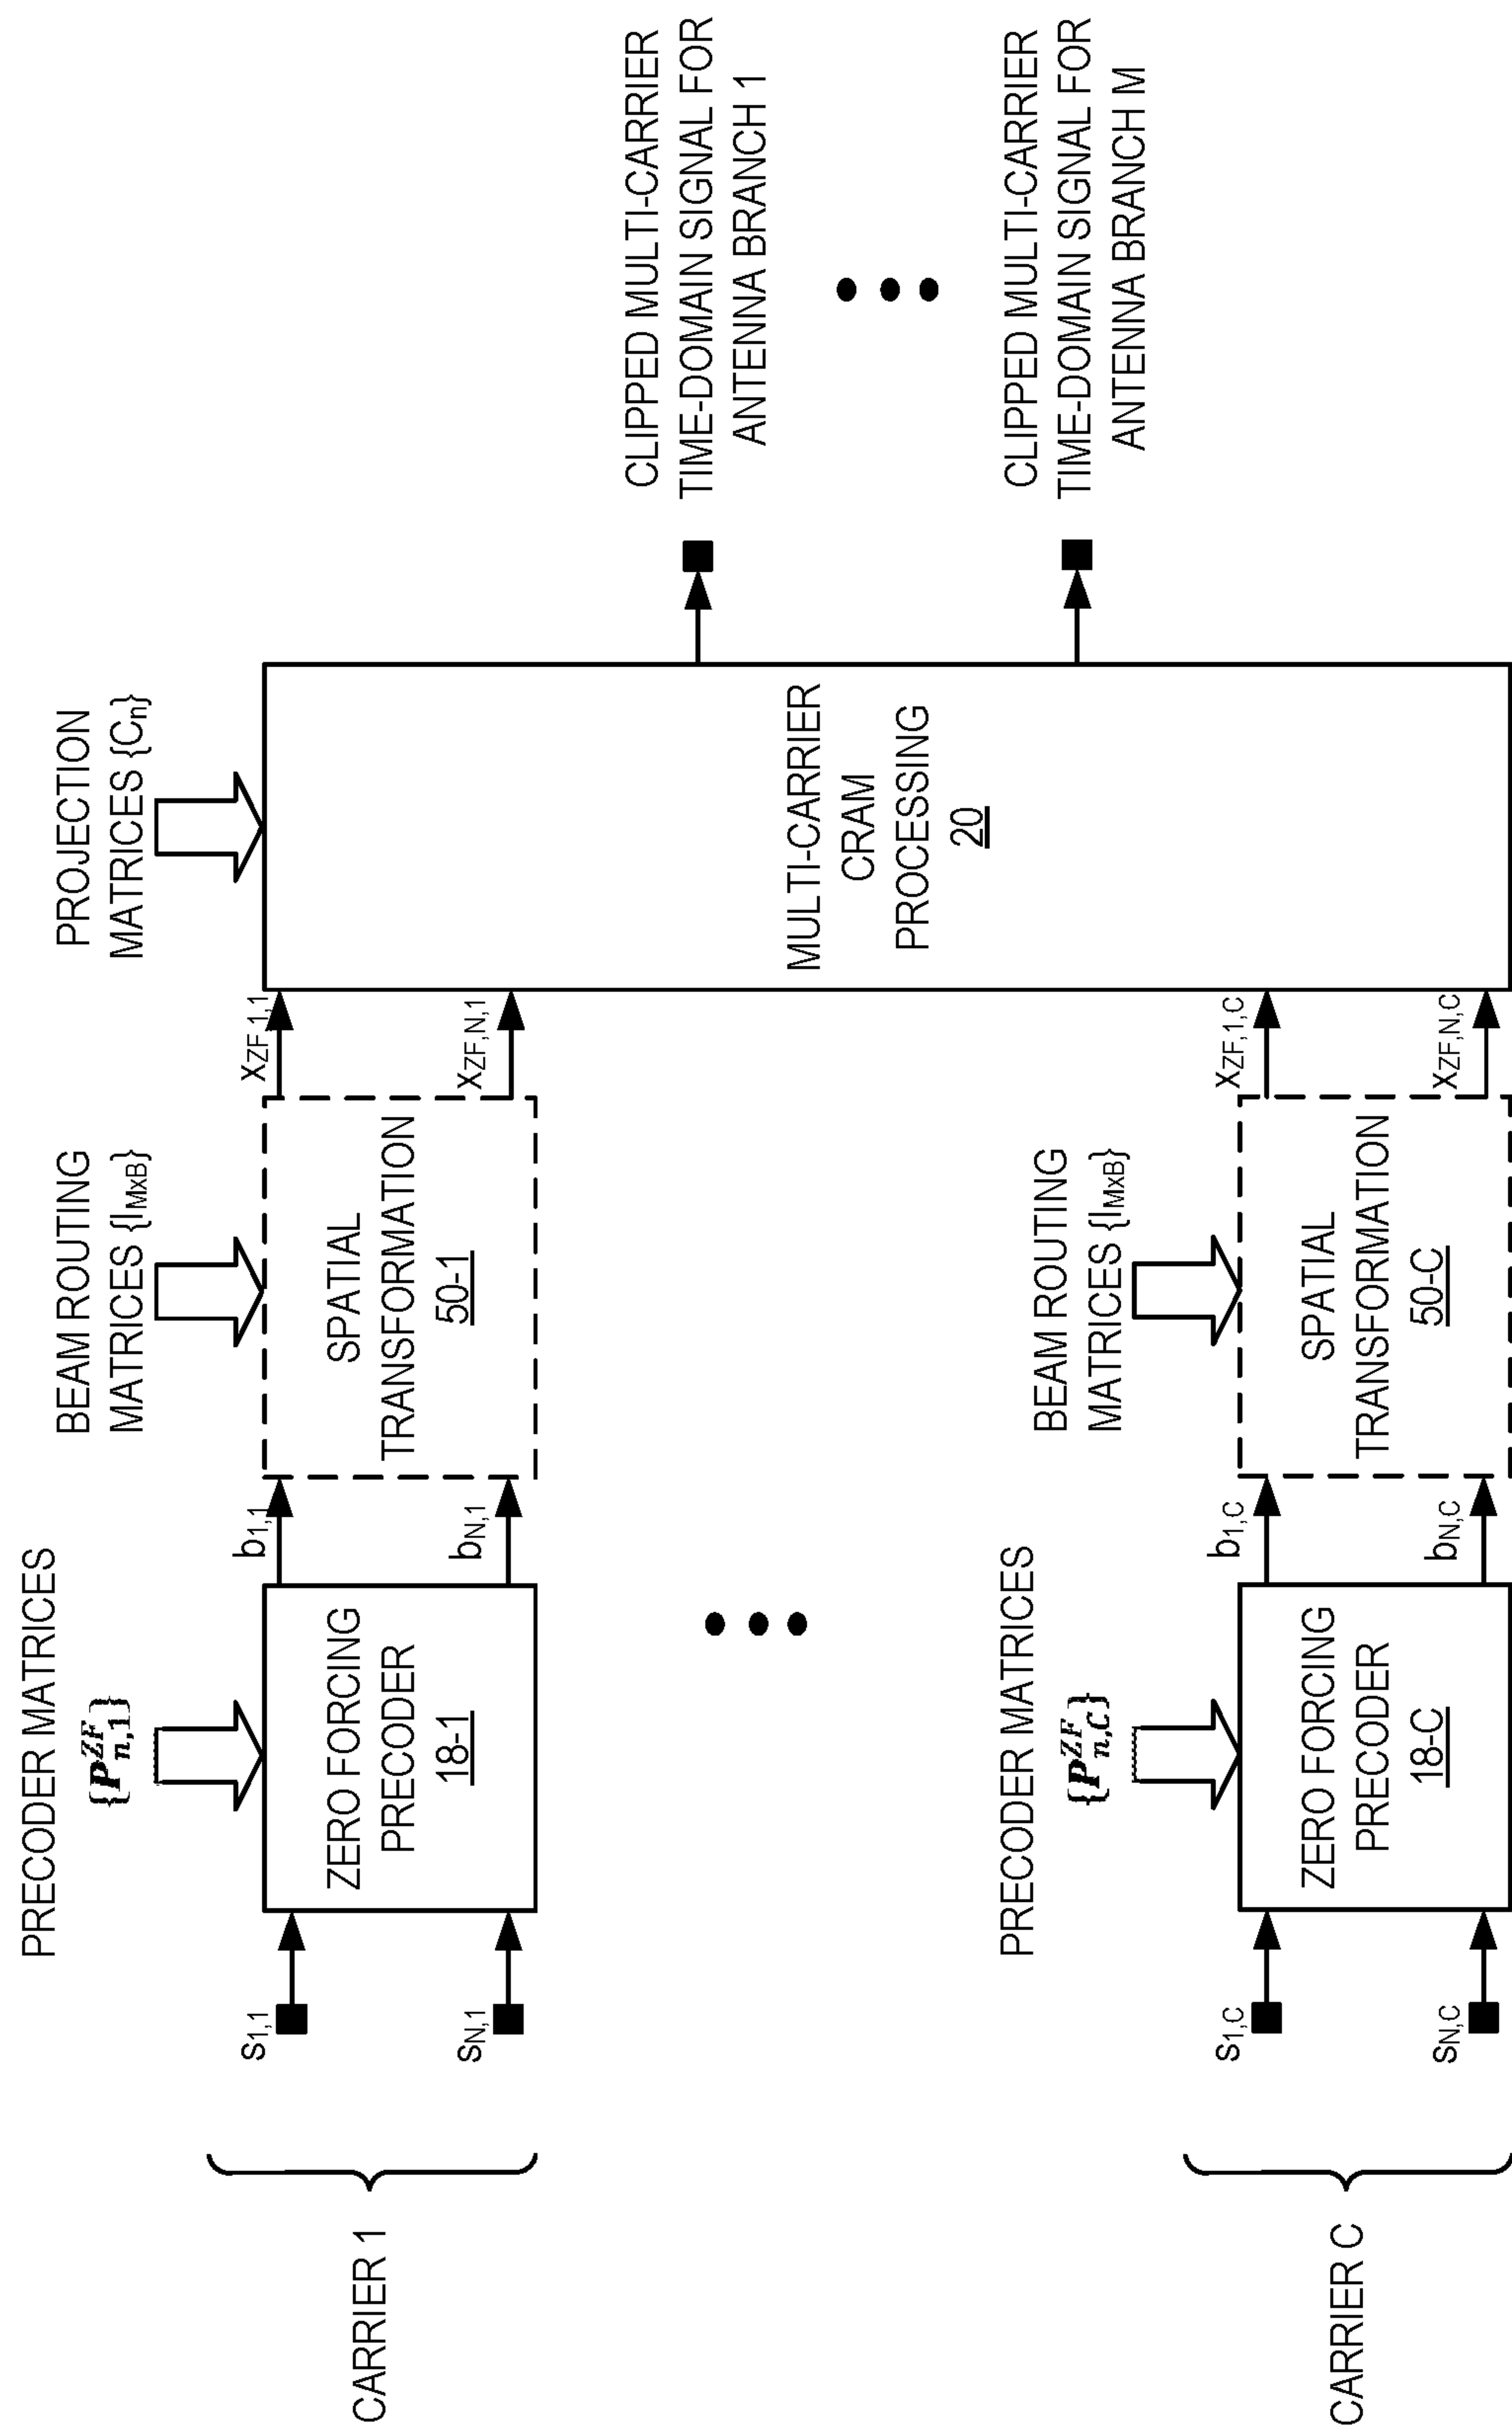 CARRIER 1
s1,1
sN,1
PRECODER MATRICES
{P^ZF_n,1}
ZERO FORCING
PRECODER
18-1
b1,1
bN,1
BEAM ROUTING
MATRICES {IMxB}
SPATIAL
TRANSFORMATION
50-1
xZF,1,1
xZF,N,1
PROJECTION
MATRICES {Cn}
MULTI-CARRIER
CRAM
PROCESSING
20
CLIPPED MULTI-CARRIER
TIME-DOMAIN SIGNAL FOR
ANTENNA BRANCH 1
CLIPPED MULTI-CARRIER
TIME-DOMAIN SIGNAL FOR
ANTENNA BRANCH M
CARRIER C
s1,C
sN,C
PRECODER MATRICES
{P^ZF_n,C}
ZERO FORCING
PRECODER
18-C
b1,C
bN,C
BEAM ROUTING
MATRICES {IMxB}
SPATIAL
TRANSFORMATION
50-C
xZF,1,C
xZF,N,C